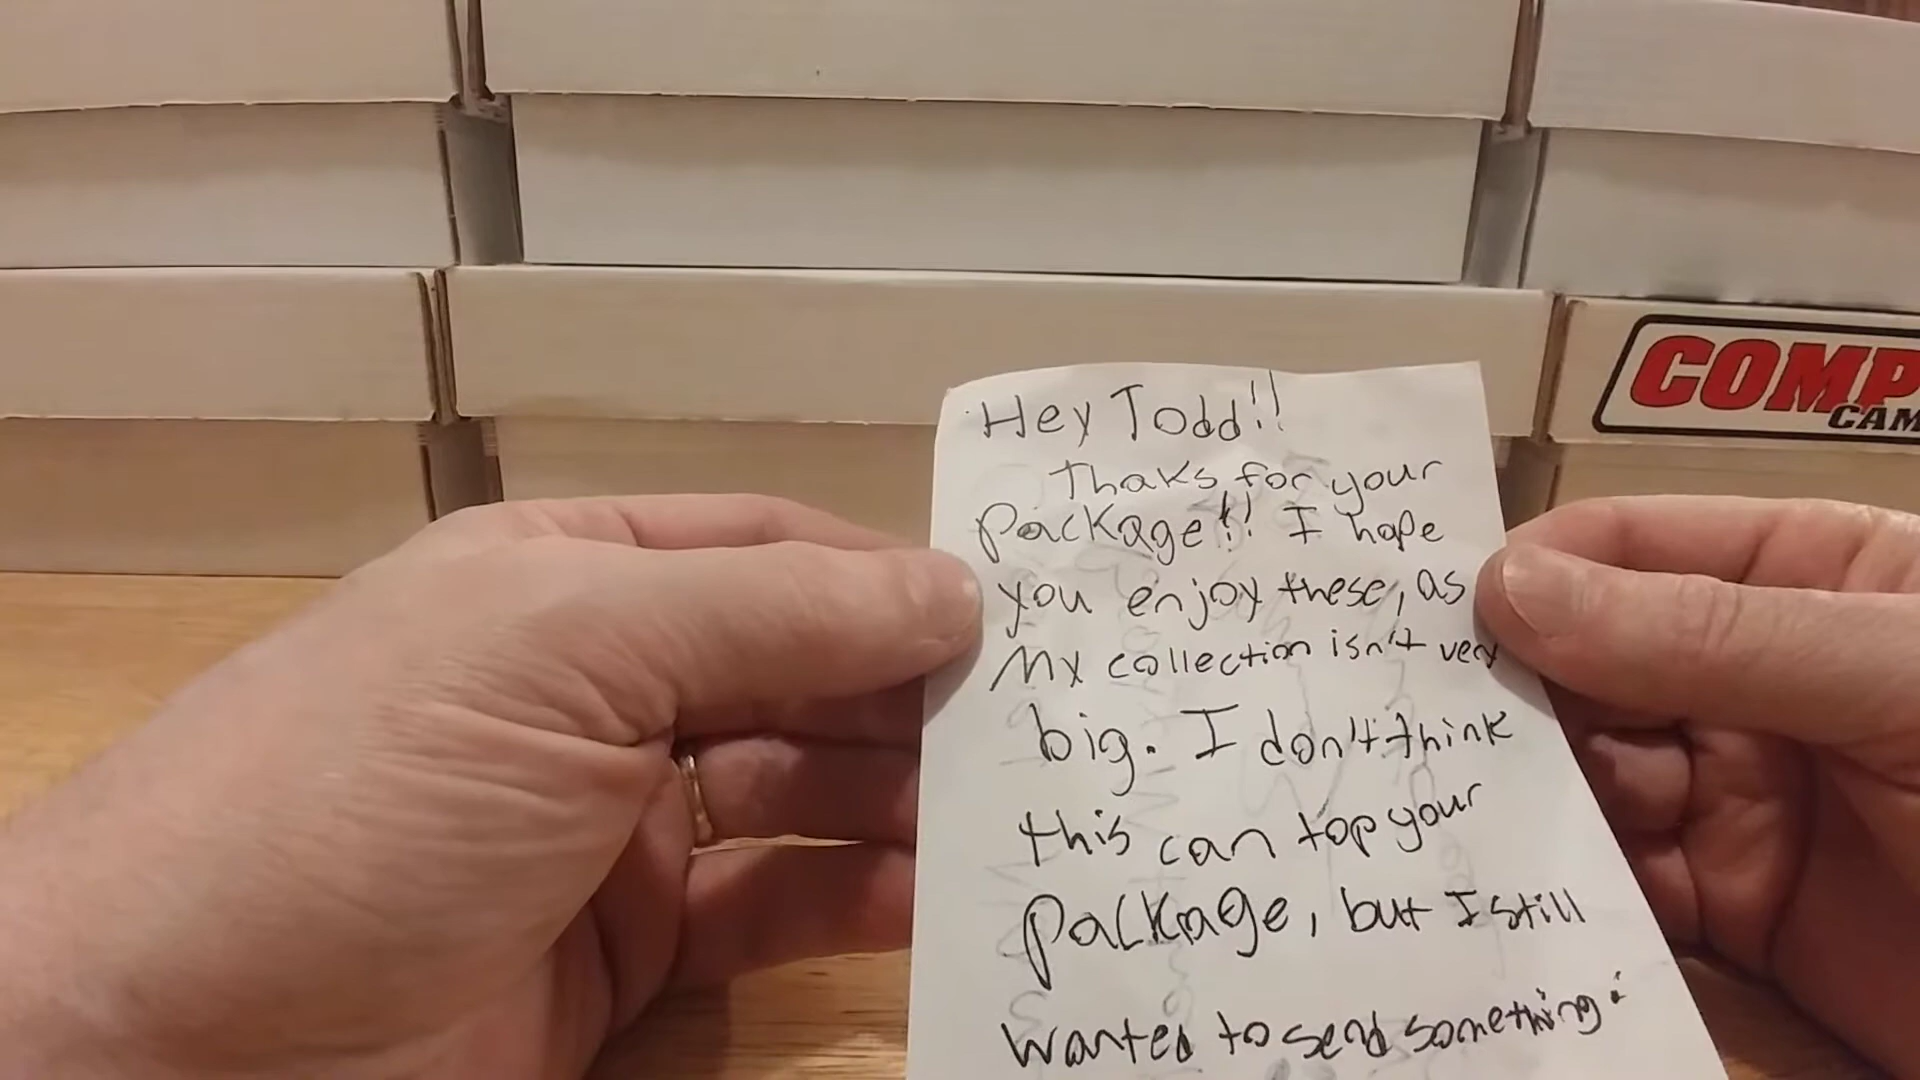 COMP
CAM
Hey Todd!!
Thaks for your
package!! I hope
you enjoy these, as
My collection isn't very
big. I don't think
this can top your
package, but I still
wanted to send something